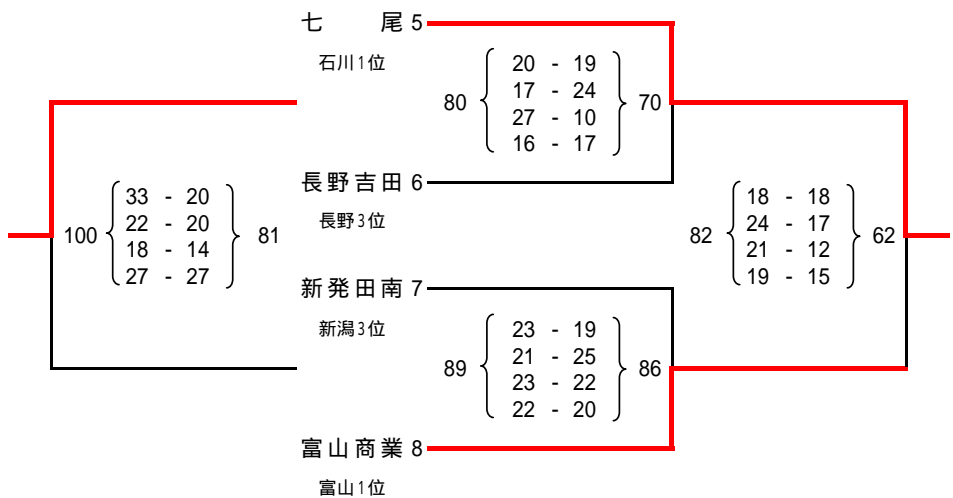 七 尾 5
石川1位
80 20 - 19 70
17 - 24
27 - 10
16 - 17
長野吉田 6
長野3位
100 33 - 20 81
22 - 20
18 - 14
27 - 27
82 18 - 18 62
24 - 17
21 - 12
19 - 15
新発田南 7
新潟3位
89 23 - 19 86
21 - 25
23 - 22
22 - 20
富山商業 8
富山1位